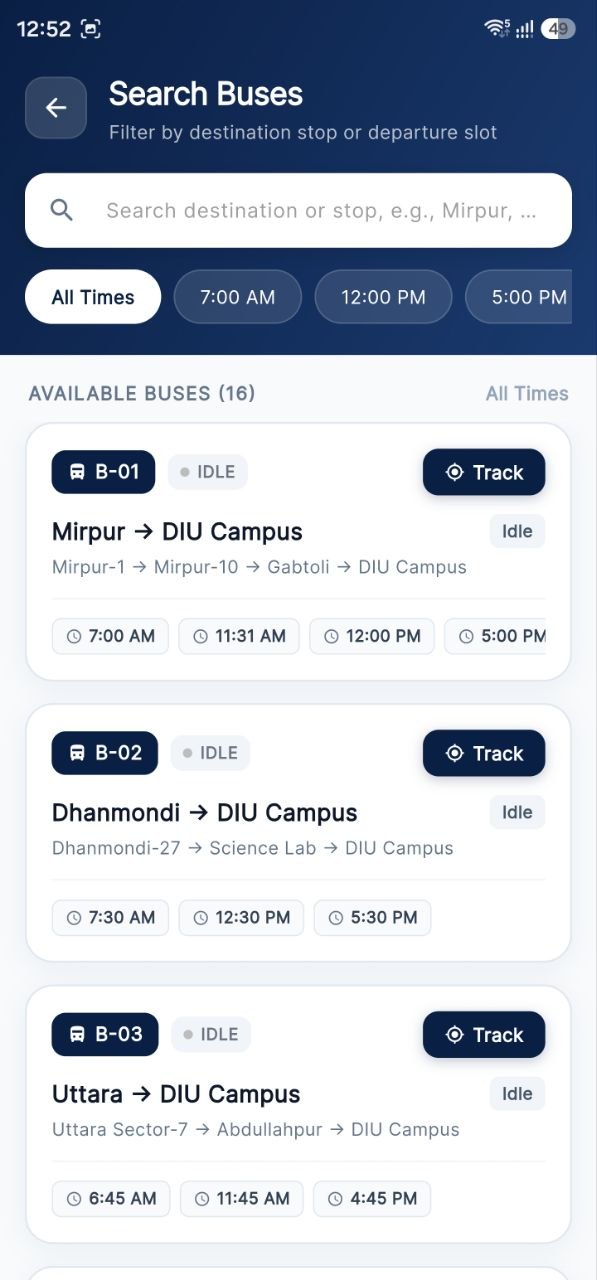 12:52
5
49
Search Buses
Filter by destination stop or departure slot
Search destination or stop, e.g., Mirpur, ...
All Times 7:00 AM 12:00 PM 5:00 PM
AVAILABLE BUSES (16) All Times
B-01 IDLE Track
Mirpur → DIU Campus Idle
Mirpur-1 → Mirpur-10 → Gabtoli → DIU Campus
7:00 AM 11:31 AM 12:00 PM 5:00 PM
B-02 IDLE Track
Dhanmondi → DIU Campus Idle
Dhanmondi-27 → Science Lab → DIU Campus
7:30 AM 12:30 PM 5:30 PM
B-03 IDLE Track
Uttara → DIU Campus Idle
Uttara Sector-7 → Abdullahpur → DIU Campus
6:45 AM 11:45 AM 4:45 PM